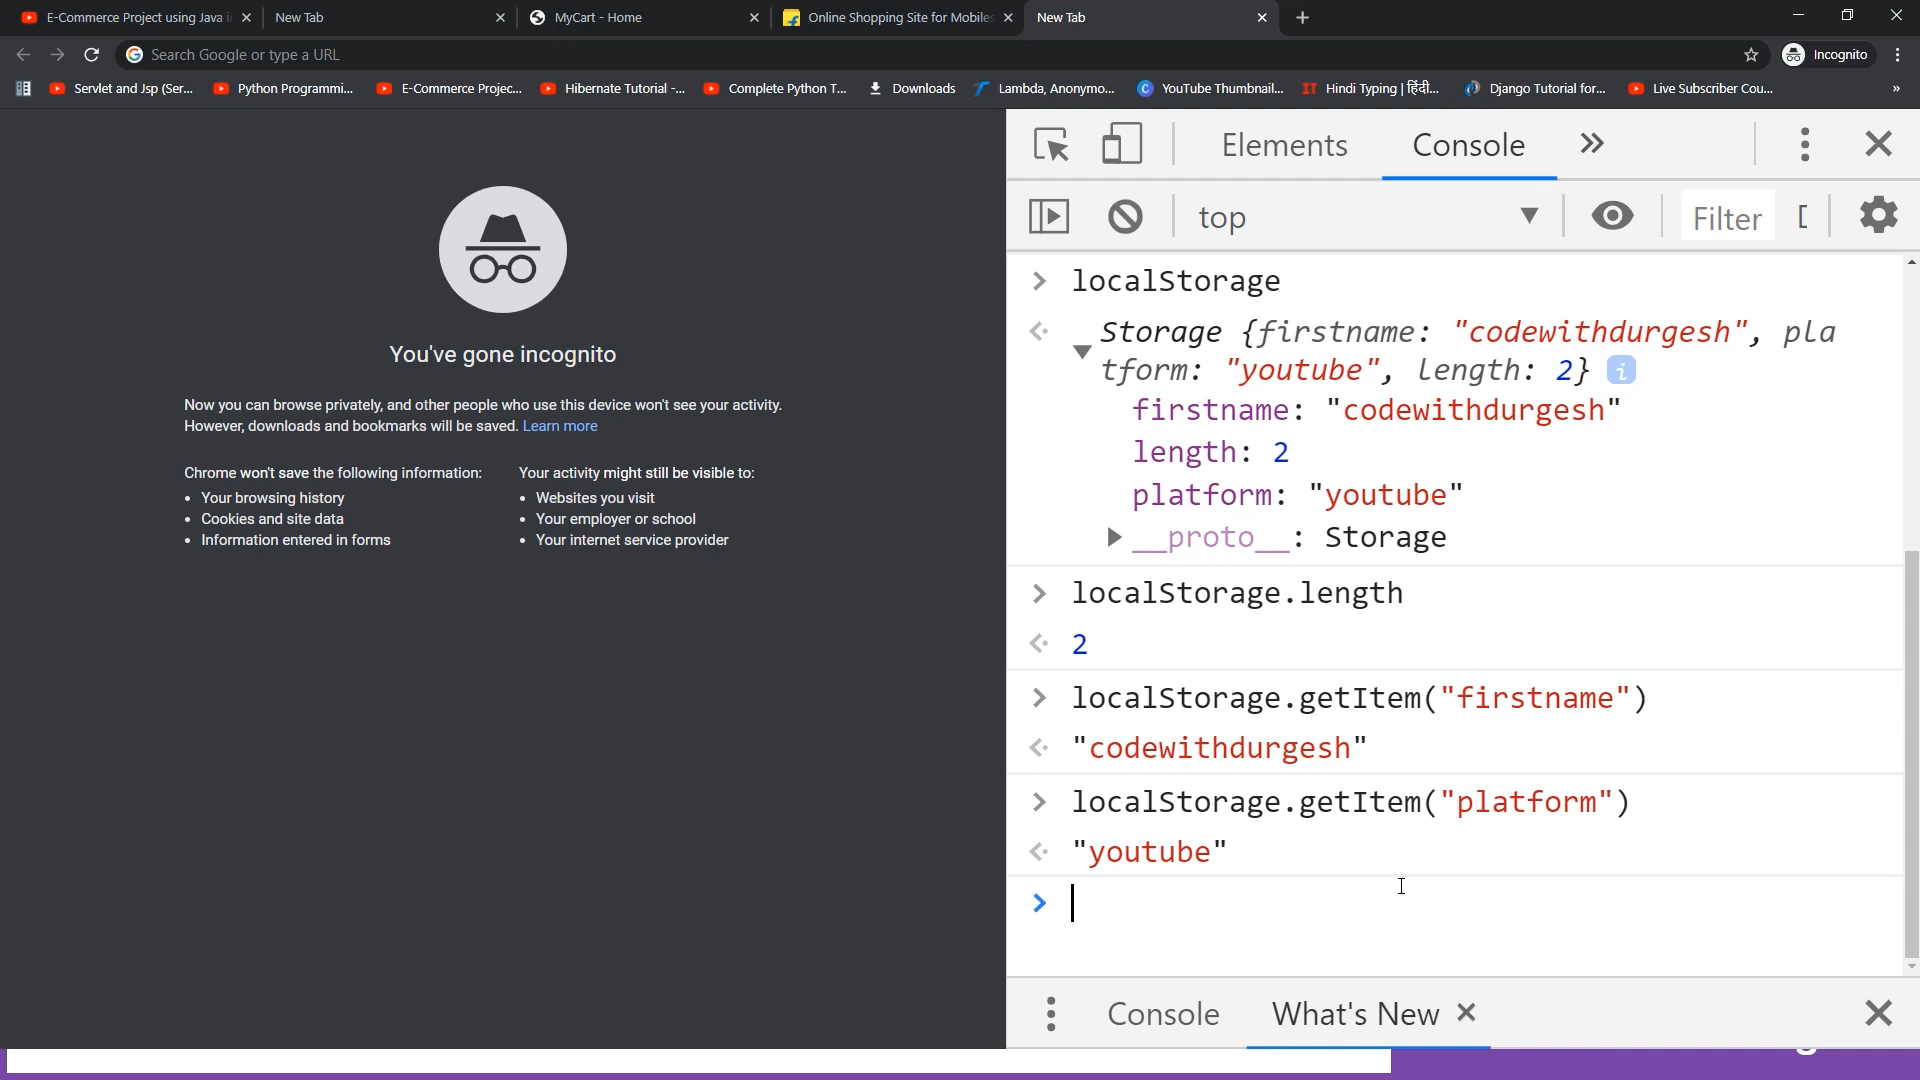 E-Commerce Project using Java i
New Tab
MyCart - Home
Online Shopping Site for Mobiles
New Tab
Search Google or type a URL
Incognito
Servlet and Jsp (Ser...
Python Programmi...
E-Commerce Projec...
Hibernate Tutorial -...
Complete Python T...
Downloads
Lambda, Anonymo...
YouTube Thumbnail...
Hindi Typing | हिंदी...
Django Tutorial for...
Live Subscriber Cou...
»
You've gone incognito
Now you can browse privately, and other people who use this device won't see your activity.
However, downloads and bookmarks will be saved. Learn more
Chrome won't save the following information:
• Your browsing history
• Cookies and site data
• Information entered in forms
Your activity might still be visible to:
• Websites you visit
• Your employer or school
• Your internet service provider
Elements
Console
top
Filter
localStorage
Storage {firstname: "codewithdurgesh", pla
tform: "youtube", length: 2}
firstname: "codewithdurgesh"
length: 2
platform: "youtube"
__proto__: Storage
localStorage.length
2
localStorage.getItem("firstname")
"codewithdurgesh"
localStorage.getItem("platform")
"youtube"
Console
What's New